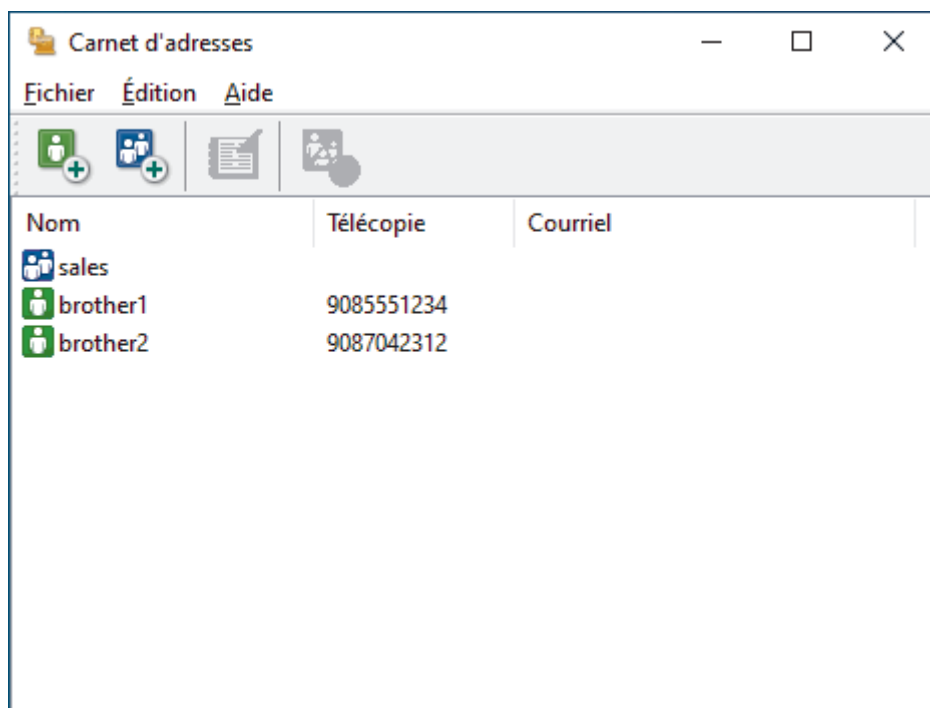 Carnet d'adresses
Fichier Édition Aide
Nom Télécopie Courriel
sales
brother1 9085551234
brother2 9087042312